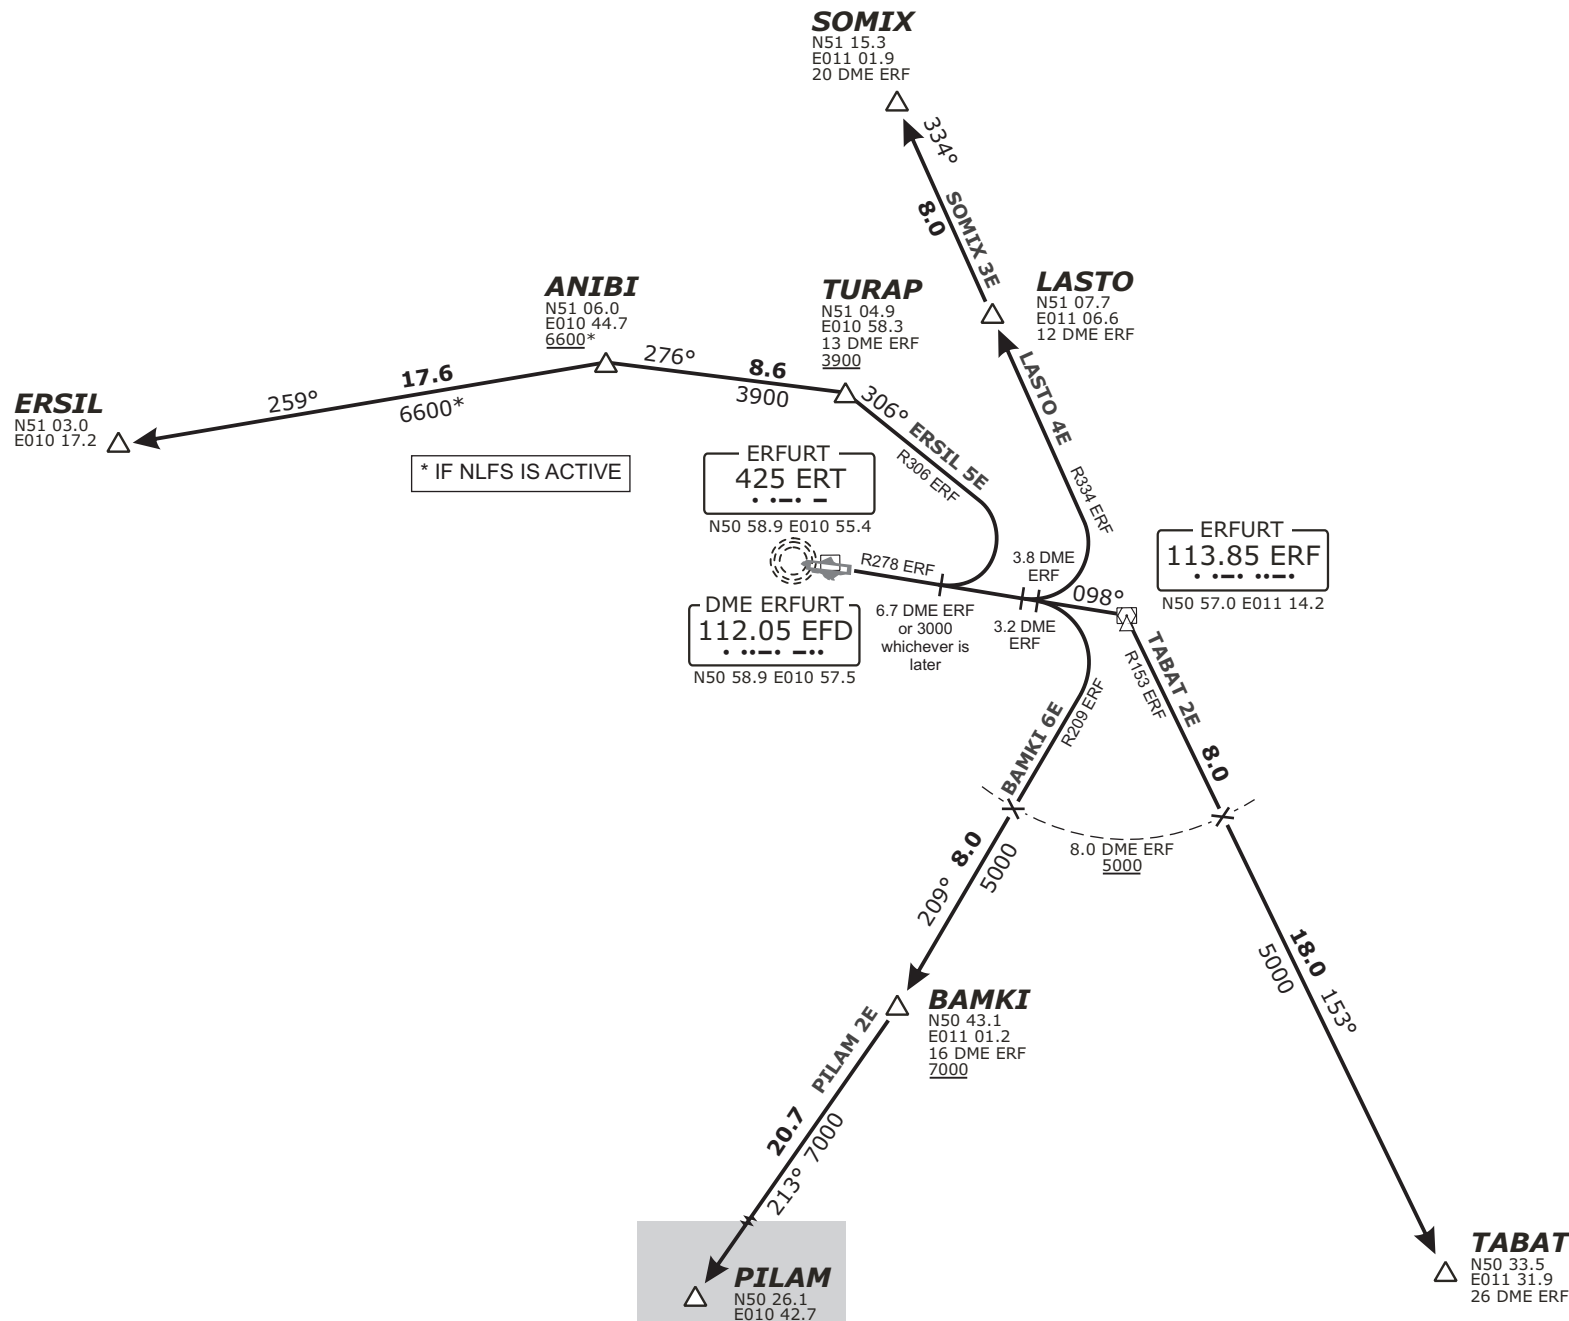 SOMIX
N51 15.3
E011 01.9
20 DME ERF
334°
8.0
SOMIX 3E
LASTO
N51 07.7
E011 06.6
12 DME ERF
ANIBI
N51 06.0
E010 44.7
6600*
TURAP
N51 04.9
E010 58.3
13 DME ERF
3900
276°
8.6
3900
17.6
259°
6600*
ERSIL
N51 03.0
E010 17.2
* IF NLFS IS ACTIVE
306°
ERSIL 5E
R306 ERF
LASTO 4E
R334 ERF
ERFURT
425 ERT
N50 58.9 E010 55.4
ERFURT
113.85 ERF
N50 57.0 E011 14.2
R278 ERF
3.8 DME
ERF
098°
DME ERFURT
112.05 EFD
N50 58.9 E010 57.5
6.7 DME ERF
or 3000
whichever is
later
3.2 DME
ERF
TABAT 2E
R153 ERF
8.0
BAMKI 6E
R209 ERF
8.0 DME ERF
5000
209°
8.0
5000
18.0
153°
5000
BAMKI
N50 43.1
E011 01.2
16 DME ERF
7000
PILAM 2E
20.7
213°
7000
PILAM
N50 26.1
E010 42.7
TABAT
N50 33.5
E011 31.9
26 DME ERF